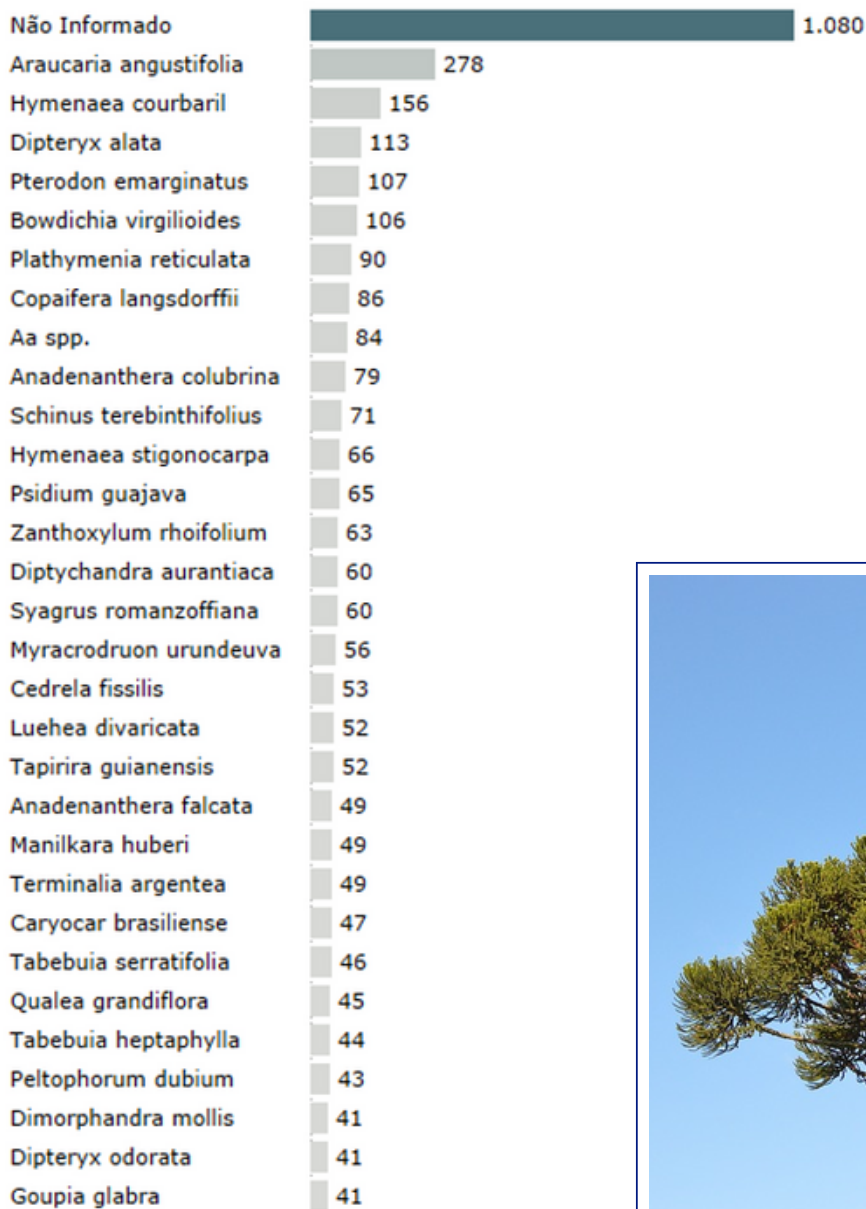 Não Informado 1.080
Araucaria angustifolia 278
Hymenaea courbaril 156
Dipteryx alata 113
Pterodon emarginatus 107
Bowdichia virgilioides 106
Plathymenia reticulata 90
Copaifera langsdorffii 86
Aa spp. 84
Anadenanthera colubrina 79
Schinus terebinthifolius 71
Hymenaea stigonocarpa 66
Psidium guajava 65
Zanthoxylum rhoifolium 63
Diptychandra aurantiaca 60
Syagrus romanzoffiana 60
Myracrodruon urundeuva 56
Cedrela fissilis 53
Luehea divaricata 52
Tapirira guianensis 52
Anadenanthera falcata 49
Manilkara huberi 49
Terminalia argentea 49
Caryocar brasiliense 47
Tabebuia serratifolia 46
Qualea grandiflora 45
Tabebuia heptaphylla 44
Peltophorum dubium 43
Dimorphandra mollis 41
Dipteryx odorata 41
Goupia glabra 41